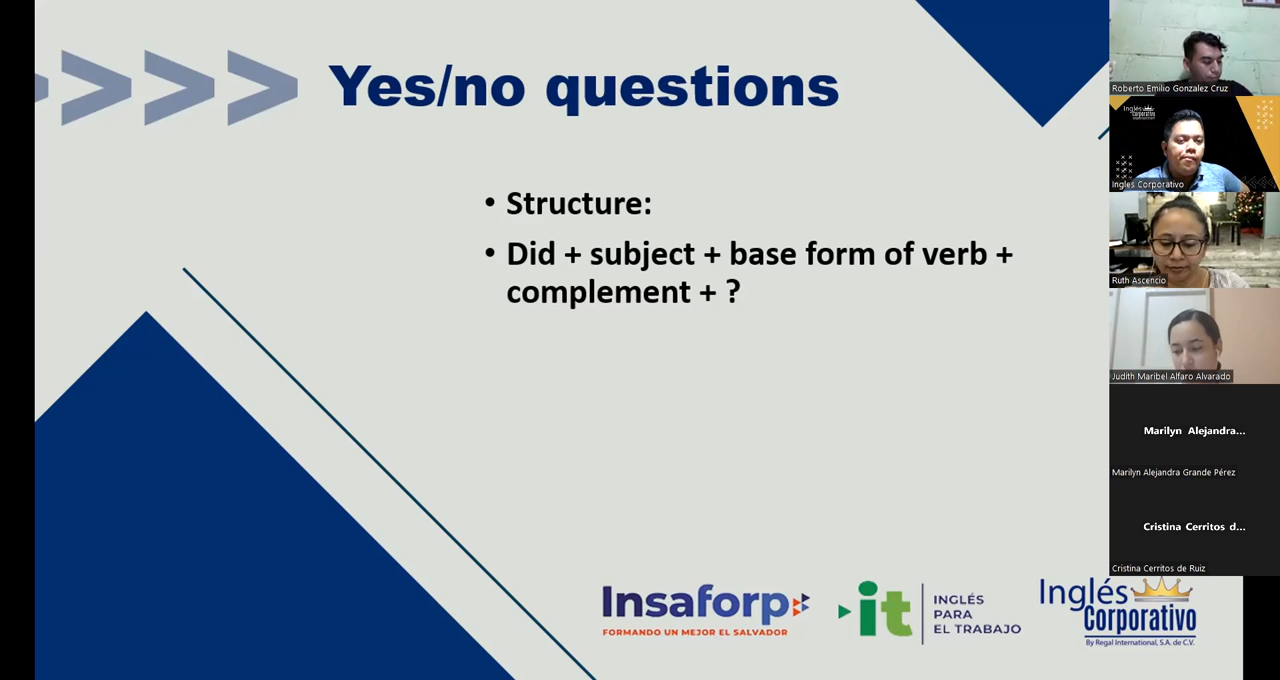 Yes/no questions
• Structure:
• Did + subject + base form of verb +
complement + ?
Insaforp
FORMANDO UN MEJOR EL SALVADOR
it
INGLÉS
PARA
EL TRABAJO
Inglés
Corporativo
By Regal International, S.A. de C.V.
Roberto Emilio Gonzalez Cruz
Inglés
Corporativo
Ingles Corporativo
Ruth Ascencio
Judith Maribel Alfaro Alvarado
Marilyn Alejandra...
Marilyn Alejandra Grande Pérez
Cristina Cerritos d...
Cristina Cerritos de Ruiz